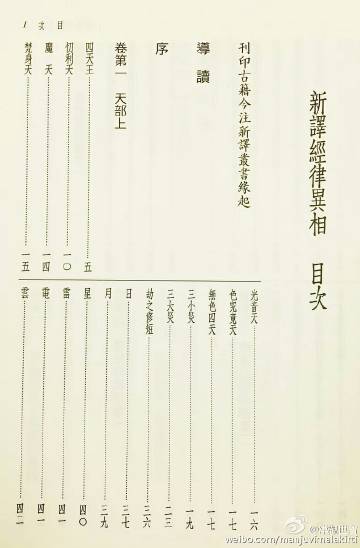 1 次 目
新譯經律異相 目次
刊印古籍今注新譯叢書緣起
導讀
序
卷第一 天部上
四天王……五
忉利天……一〇
魔天……一四
梵身天……一五
光音天……一六
色究竟天……一七
無色四天……一七
三小災……一九
三大災……二三
劫之修短……三六
日……三七
月……三九
星……四〇
雷……四一
電……四一
雲……四二
weibo.com/manjuvimalakirti